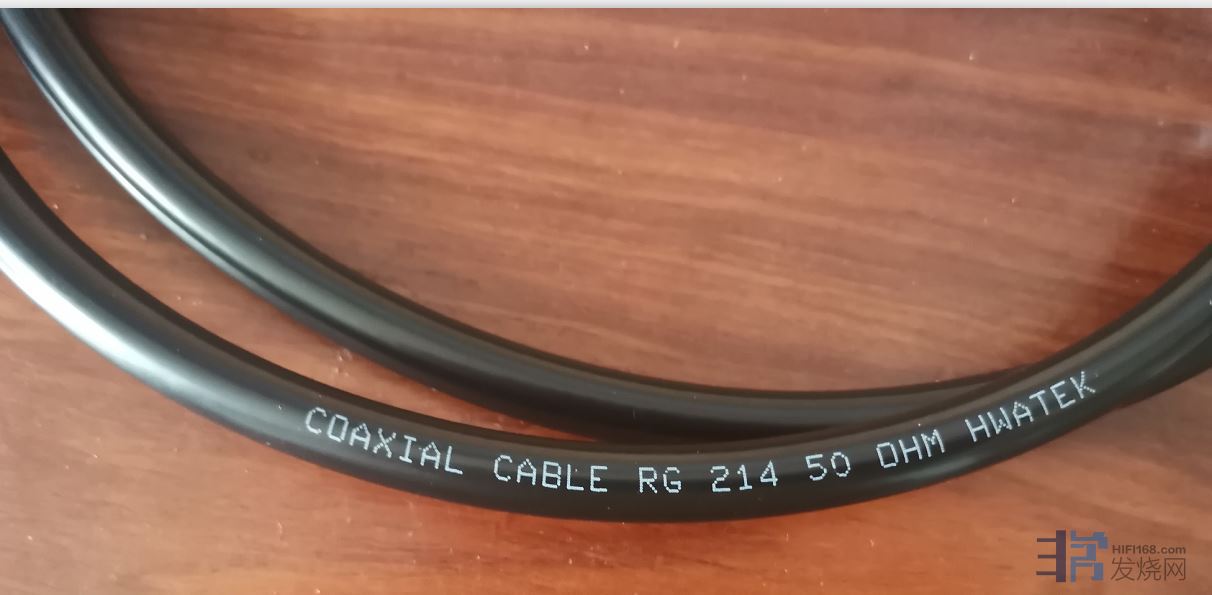 COAXIAL CABLE RG 214 50 OHM HWATEK
HIFI168.com
发烧网